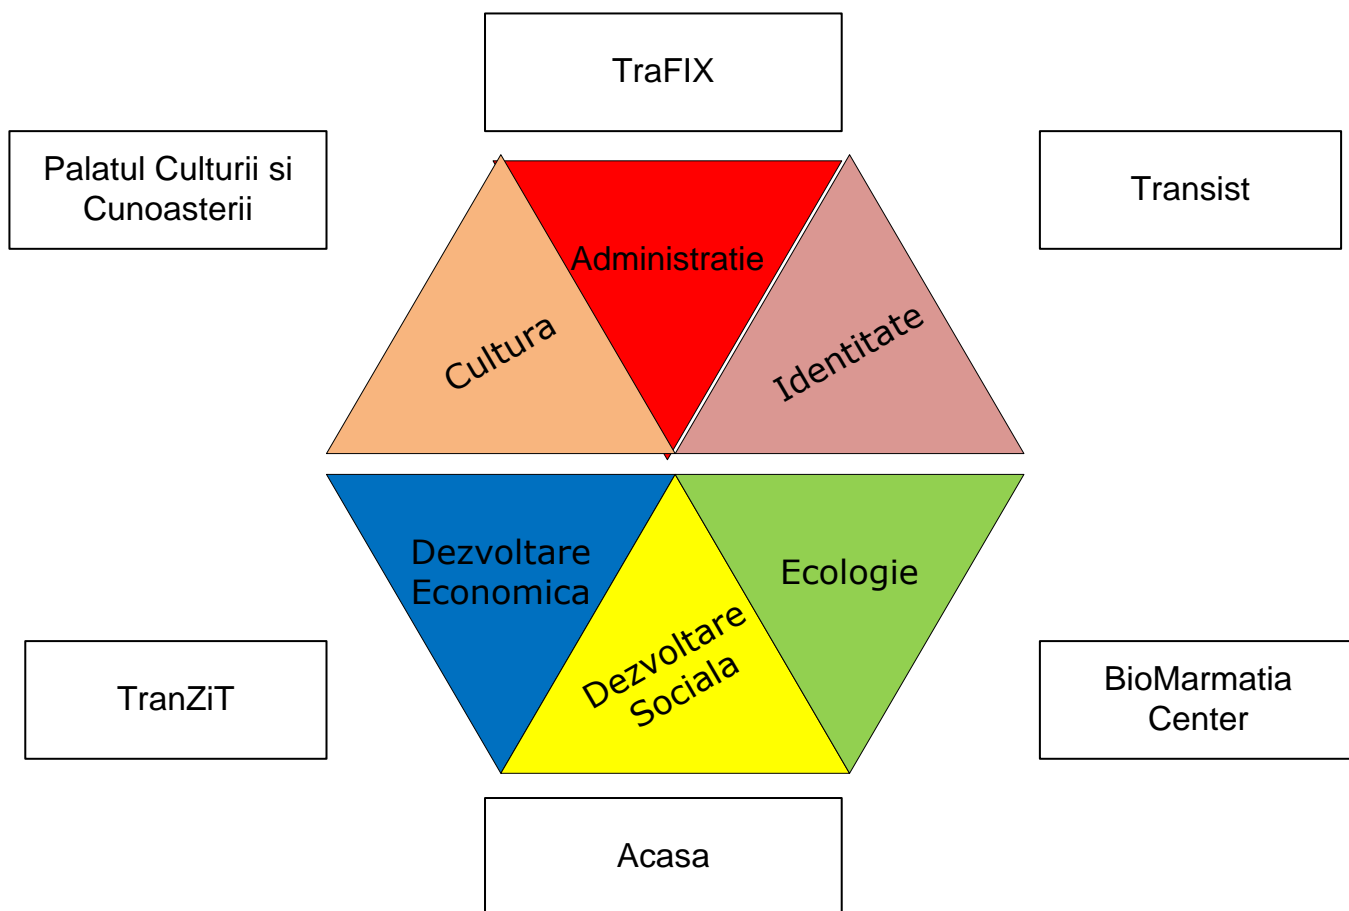 TraFIX
Palatul Culturii si
Cunoasterii
Transist
Administratie
Cultura
Identitate
Dezvoltare
Economica
Ecologie
Dezvoltare
Sociala
TranZiT
BioMarmatia
Center
Acasa